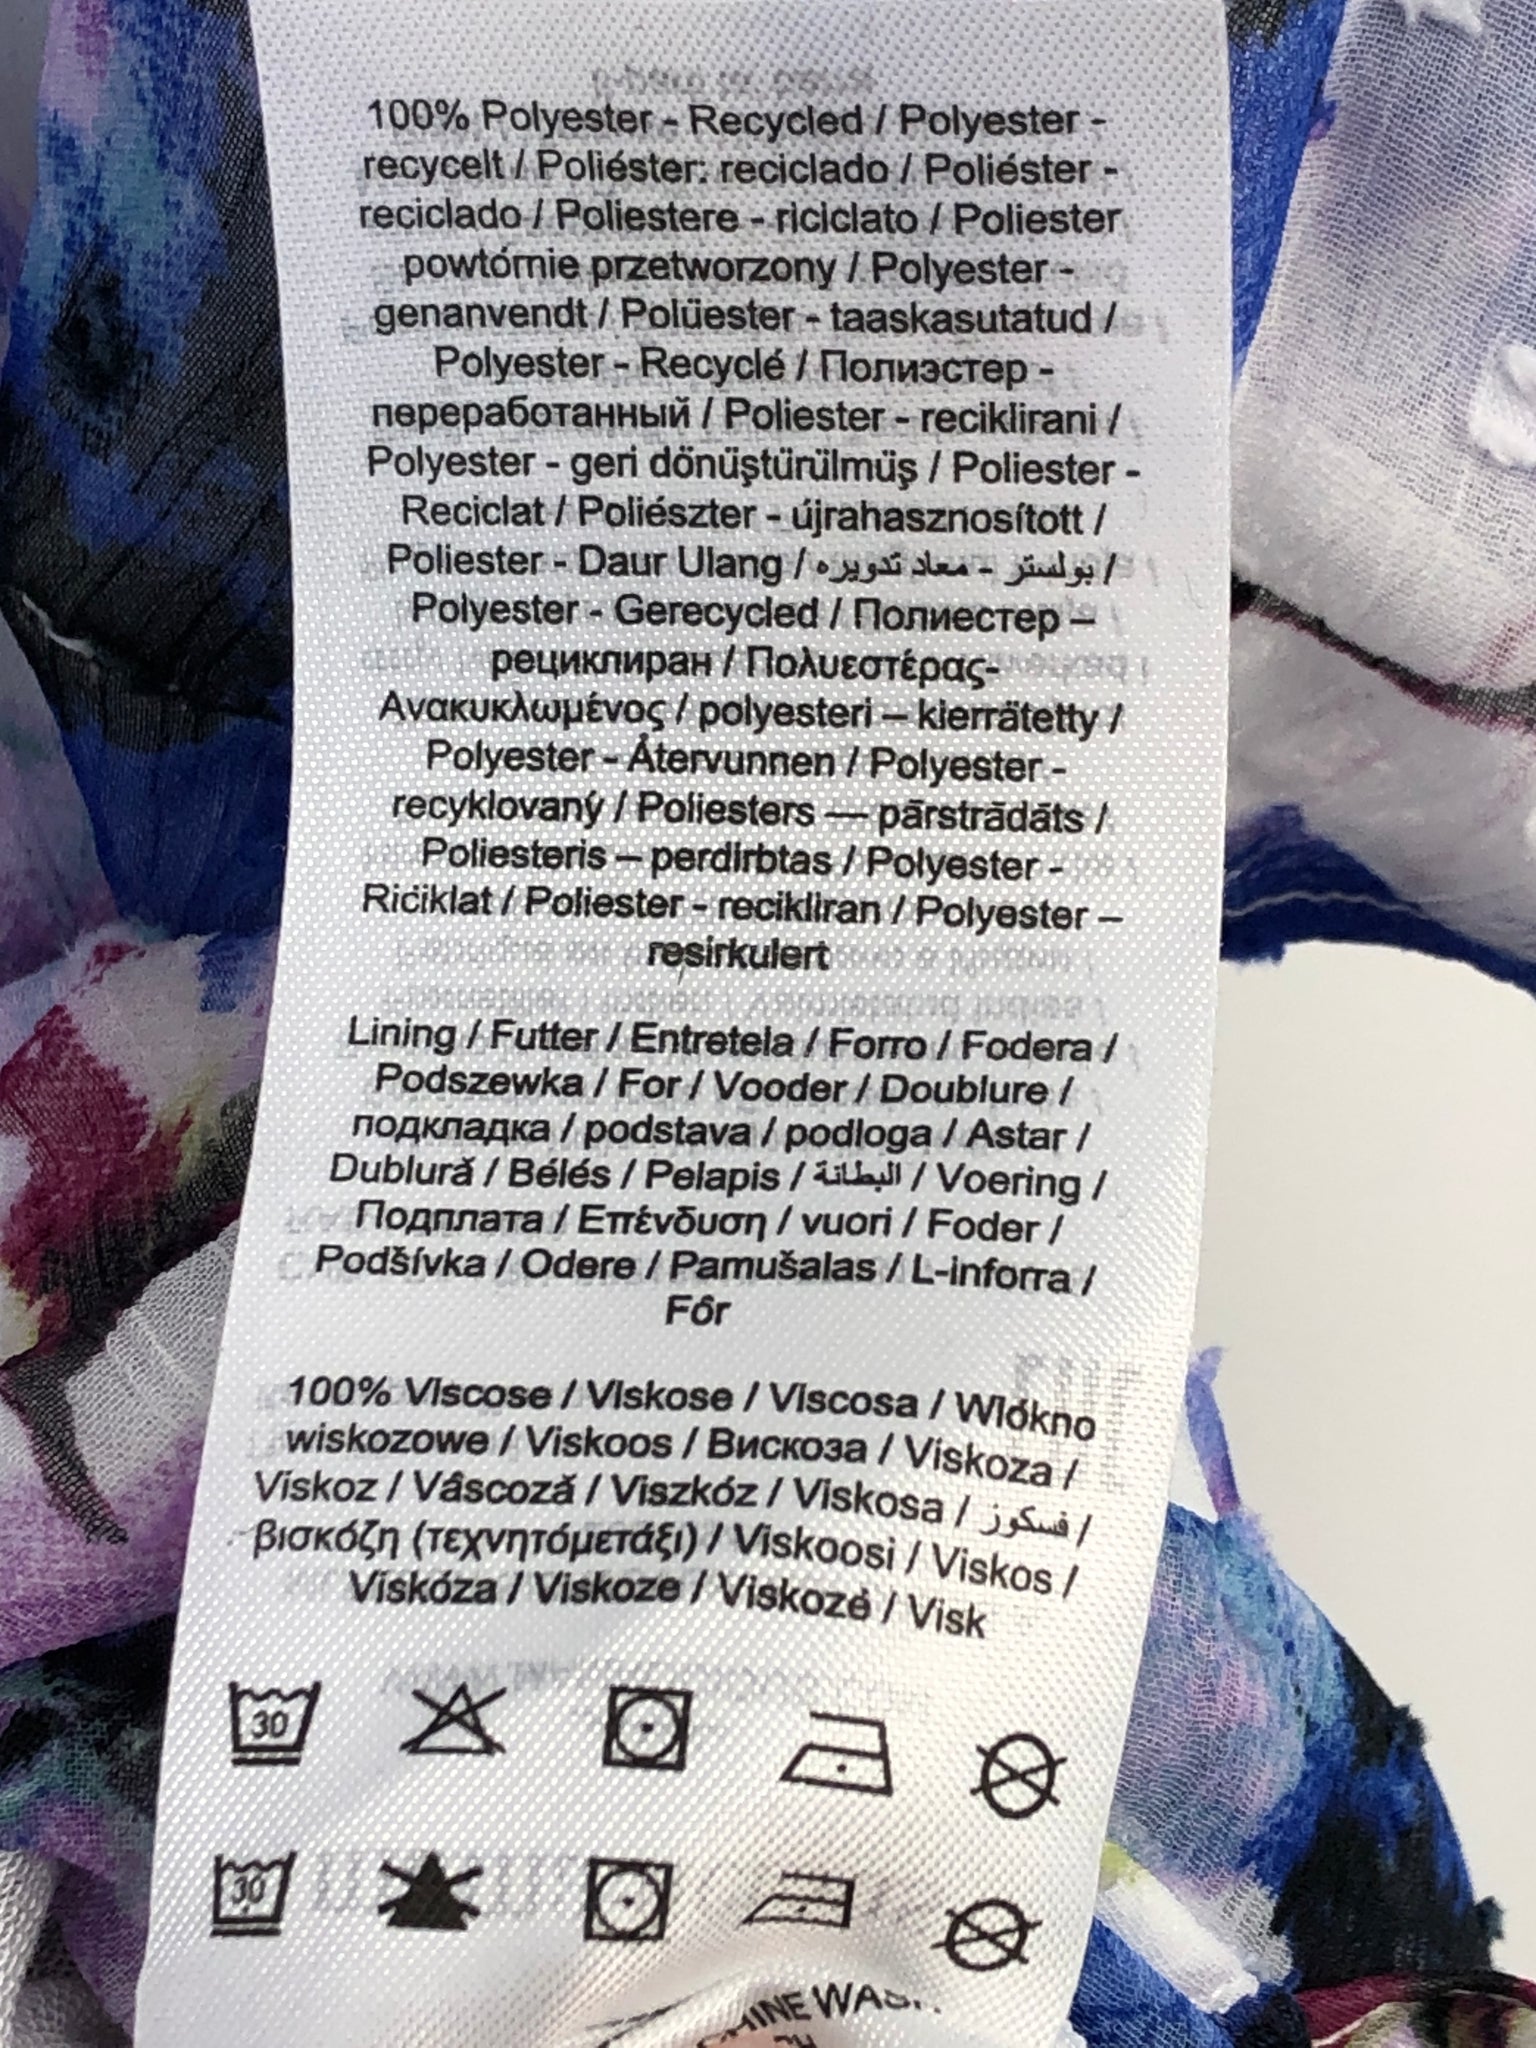 100% Polyester - Recycled / Polyester -
recycelt / Poliéster: reciclado / Poliéster -
reciclado / Poliestere - riciclato / Poliester
powtórnie przetworzony / Polyester -
genanvendt / Polüester - taaskasutatud /
Polyester - Recyclé / Полиэстер -
переработанный / Poliester - reciklirani /
Polyester - geri dönüştürülmüş / Poliester -
Reciclat / Poliészter - újrahasznosított /
Poliester - Daur Ulang / بولستر - معاد تدويره /
Polyester - Gerecycled / Полиестер –
рециклиран / Πολυεστέρας-
Ανακυκλωμένος / polyesteri – kierrätetty /
Polyester - Återvunnen / Polyester -
recyklovaný / Poliesters — pārstrādāts /
Poliesteris – perdirbtas / Polyester -
Riċiklat / Poliester - recikliran / Polyester –
resirkulert
Lining / Futter / Entretela / Forro / Fodera /
Podszewka / For / Vooder / Doublure /
подкладка / podstava / podloga / Astar /
Dublură / Bélés / Pelapis / البطانة / Voering /
Подплата / Επένδυση / vuori / Foder /
Podšívka / Odere / Pamušalas / L-inforra /
Fôr
100% Viscose / Viskose / Viscosa / Włókno
wiskozowe / Viskoos / Вискоза / Viskoza /
Viskoz / Vâscoză / Viszkóz / Viskosa / فسكوز /
βισκόζη (τεχνητόμετάξι) / Viskoosi / Viskos /
Viskóza / Viskoze / Viskozė / Visk
30
30